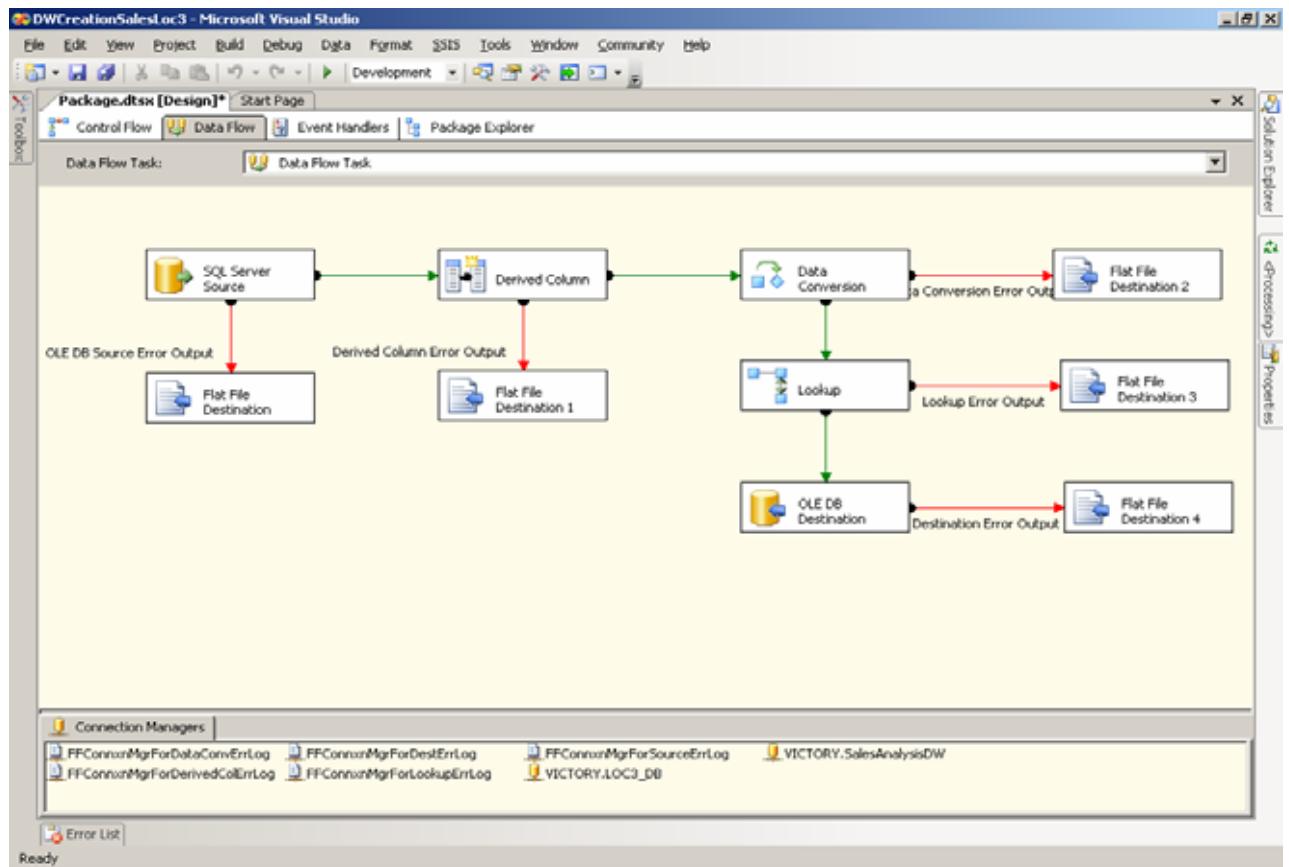 DWCreationSalesLoc3 - Microsoft Visual Studio
File Edit View Project Build Debug Data Format SSIS Tools Window Community Help
Development
Package.dtsx [Design]* Start Page
Control Flow Data Flow Event Handlers Package Explorer
Data Flow Task: Data Flow Task
Toolbox
Solution Explorer
<Processing>
Properties
SQL Server
Source
Derived Column
Data
Conversion
Flat File
Destination 2
a Conversion Error Outp
OLE DB Source Error Output
Derived Column Error Output
Flat File
Destination
Flat File
Destination 1
Lookup
Lookup Error Output
Flat File
Destination 3
OLE DB
Destination
Destination Error Output
Flat File
Destination 4
Connection Managers
FFConnxnMgrForDataConvErrLog FFConnxnMgrForDestErrLog FFConnxnMgrForSourceErrLog VICTORY.SalesAnalysisDW
FFConnxnMgrForDerivedColErrLog FFConnxnMgrForLookupErrLog VICTORY.LOC3_DB
Error List
Ready